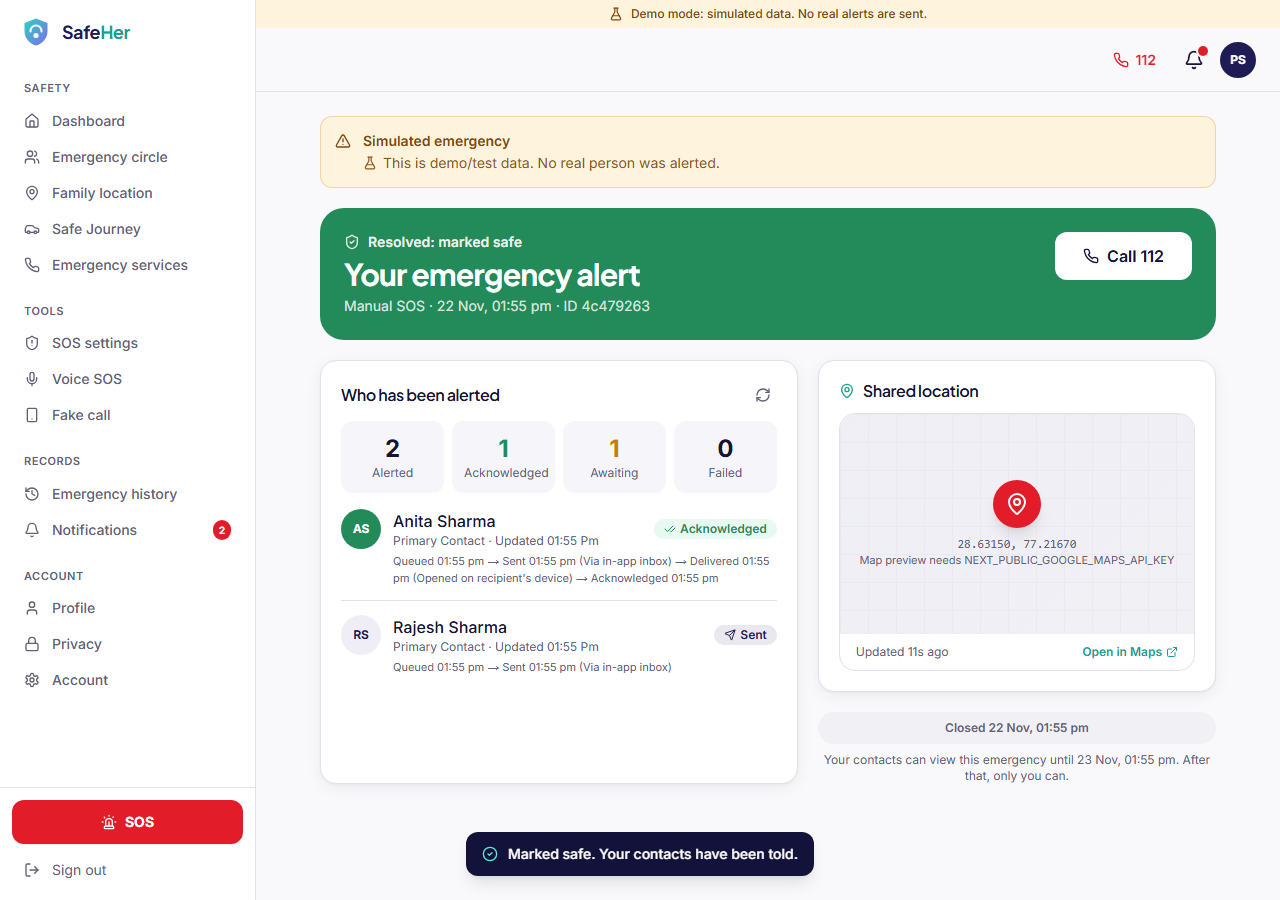 Demo mode: simulated data. No real alerts are sent.
SafeHer
112
PS
SAFETY
Dashboard
Emergency circle
Family location
Safe Journey
Emergency services
TOOLS
SOS settings
Voice SOS
Fake call
RECORDS
Emergency history
Notifications
2
ACCOUNT
Profile
Privacy
Account
SOS
Sign out
Simulated emergency
This is demo/test data. No real person was alerted.
Resolved: marked safe
Your emergency alert
Manual SOS · 22 Nov, 01:55 pm · ID 4c479263
Call 112
Who has been alerted
2
Alerted
1
Acknowledged
1
Awaiting
0
Failed
AS
Anita Sharma
Acknowledged
Primary Contact · Updated 01:55 Pm
Queued 01:55 pm → Sent 01:55 pm (Via in-app inbox) → Delivered 01:55
pm (Opened on recipient's device) → Acknowledged 01:55 pm
RS
Rajesh Sharma
Sent
Primary Contact · Updated 01:55 Pm
Queued 01:55 pm → Sent 01:55 pm (Via in-app inbox)
Shared location
28.63150, 77.21670
Map preview needs NEXT_PUBLIC_GOOGLE_MAPS_API_KEY
Updated 11s ago
Open in Maps
Closed 22 Nov, 01:55 pm
Your contacts can view this emergency until 23 Nov, 01:55 pm. After
that, only you can.
Marked safe. Your contacts have been told.